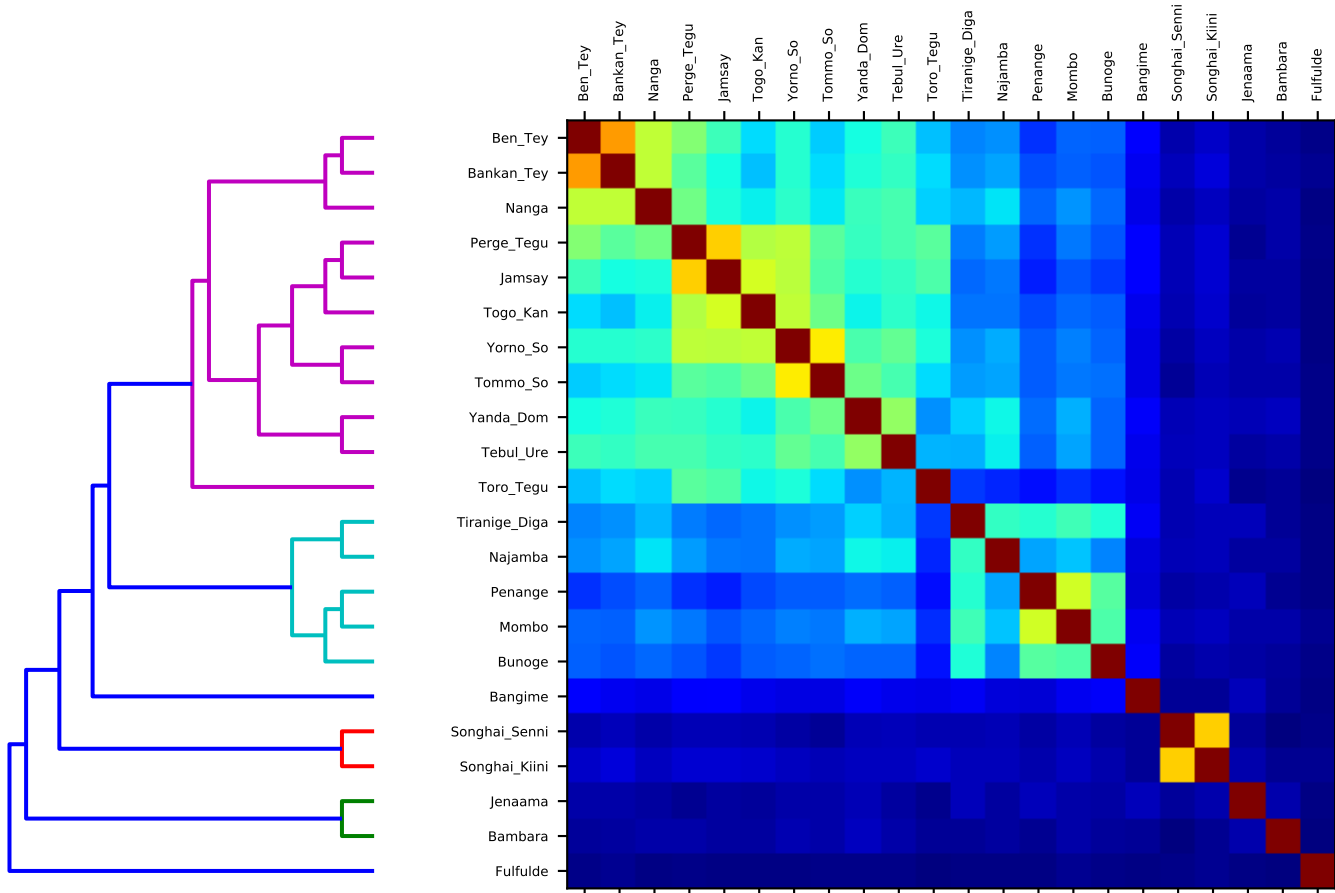 Ben_Tey
Bankan_Tey
Nanga
Perge_Tegu
Jamsay
Togo_Kan
Yorno_So
Tommo_So
Yanda_Dom
Tebul_Ure
Toro_Tegu
Tiranige_Diga
Najamba
Penange
Mombo
Bunoge
Bangime
Songhai_Senni
Songhai_Kiini
Jenaama
Bambara
Fulfulde
Ben_Tey
Bankan_Tey
Nanga
Perge_Tegu
Jamsay
Togo_Kan
Yorno_So
Tommo_So
Yanda_Dom
Tebul_Ure
Toro_Tegu
Tiranige_Diga
Najamba
Penange
Mombo
Bunoge
Bangime
Songhai_Senni
Songhai_Kiini
Jenaama
Bambara
Fulfulde